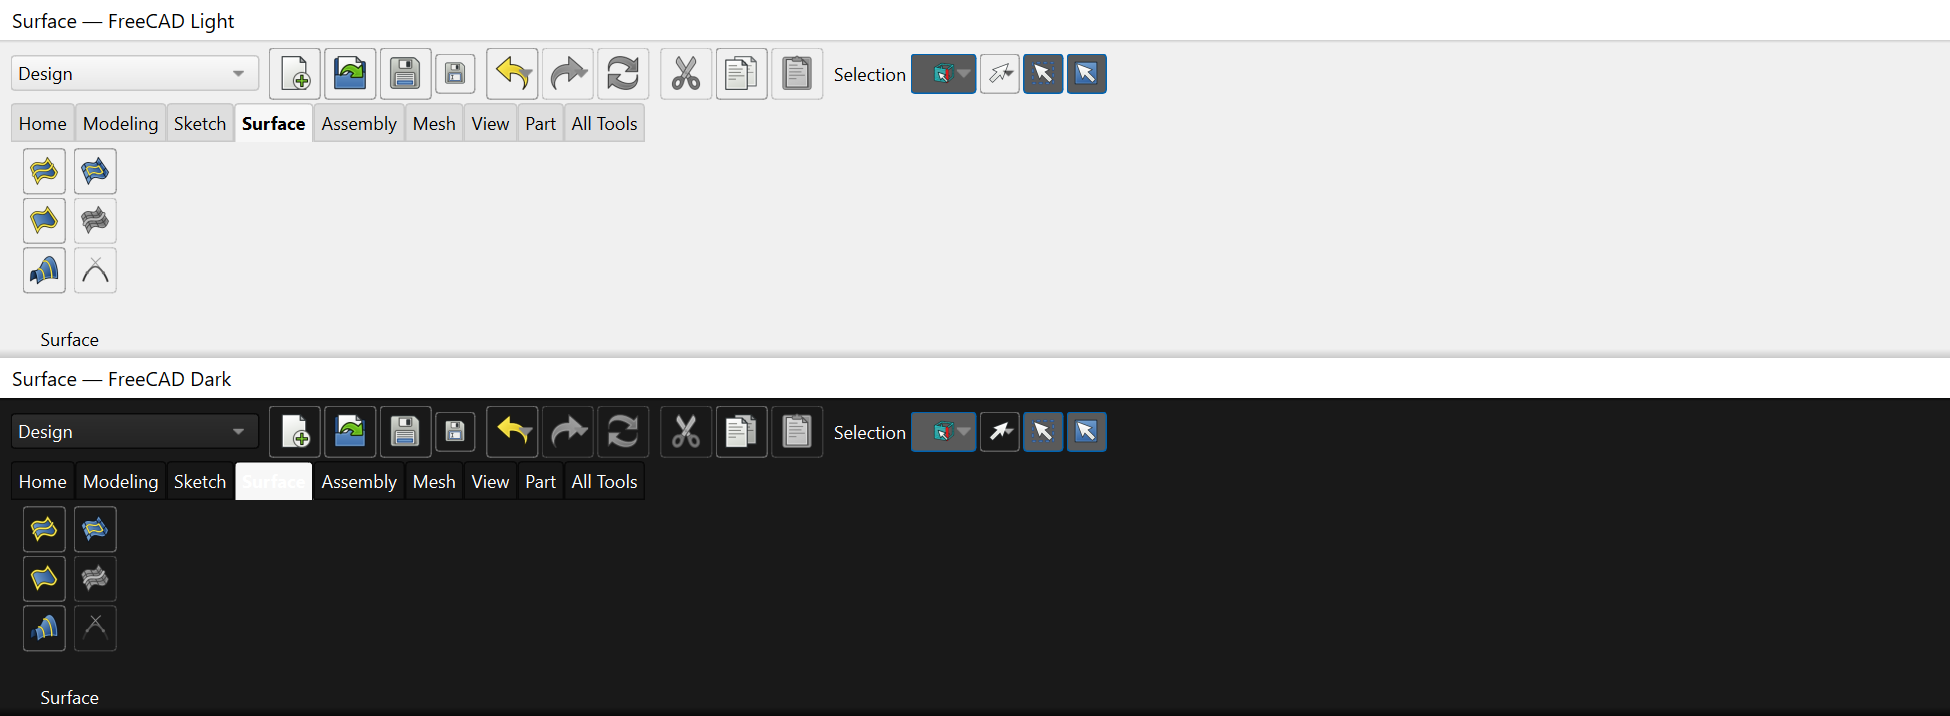 Surface — FreeCAD Light
Design Selection
Home Modeling Sketch Surface Assembly Mesh View Part All Tools
Surface
Surface — FreeCAD Dark
Design Selection
Home Modeling Sketch Surface Assembly Mesh View Part All Tools
Surface